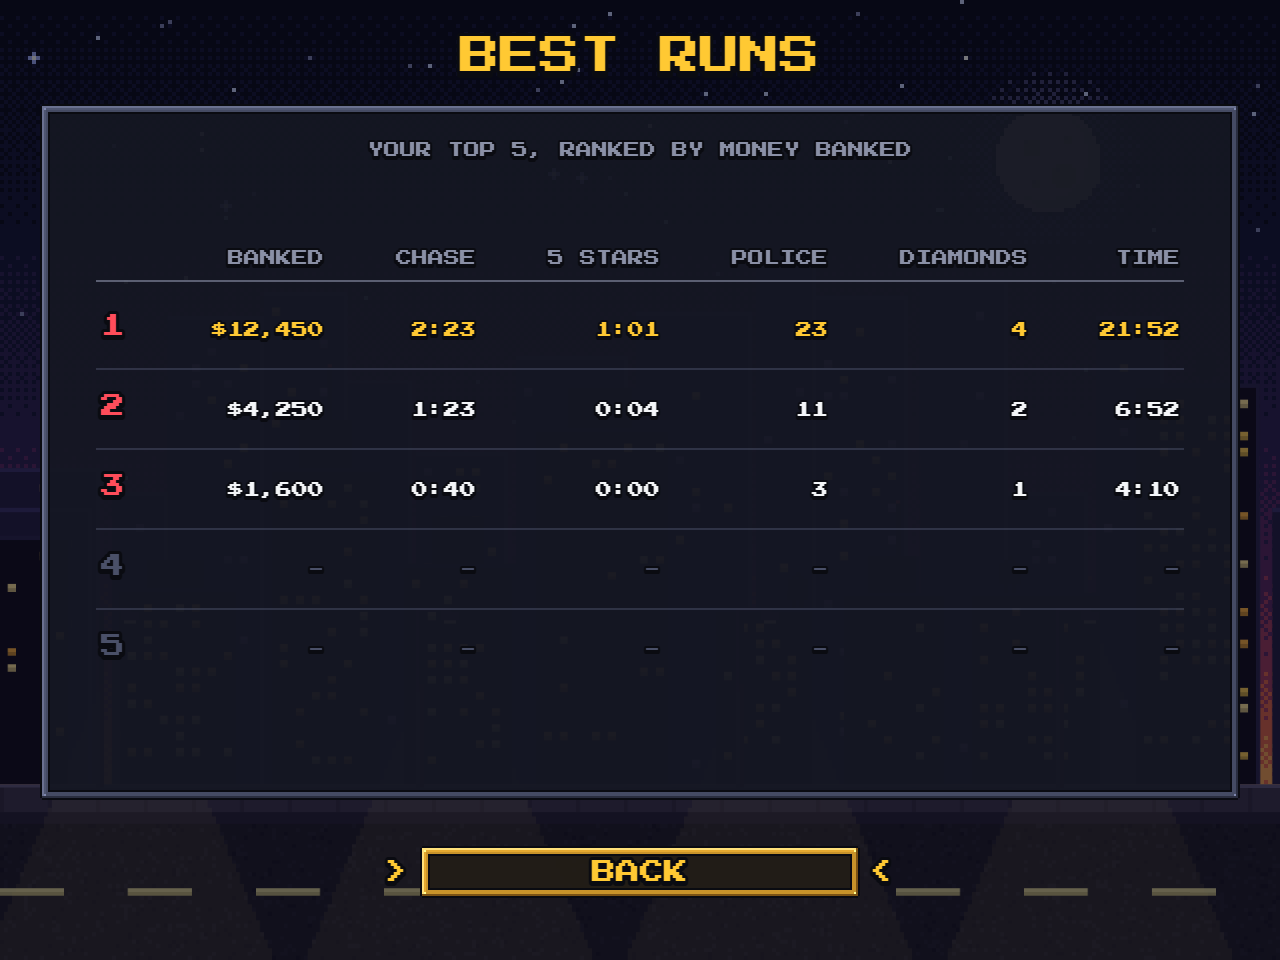 BEST RUNS
YOUR TOP 5, RANKED BY MONEY BANKED
BANKED CHASE 5 STARS POLICE DIAMONDS TIME
1 $12,450 2:23 1:01 23 4 21:52
2 $4,250 1:23 0:04 11 2 6:52
3 $1,600 0:40 0:00 3 1 4:10
4 – – – – – –
5 – – – – – –
> BACK <